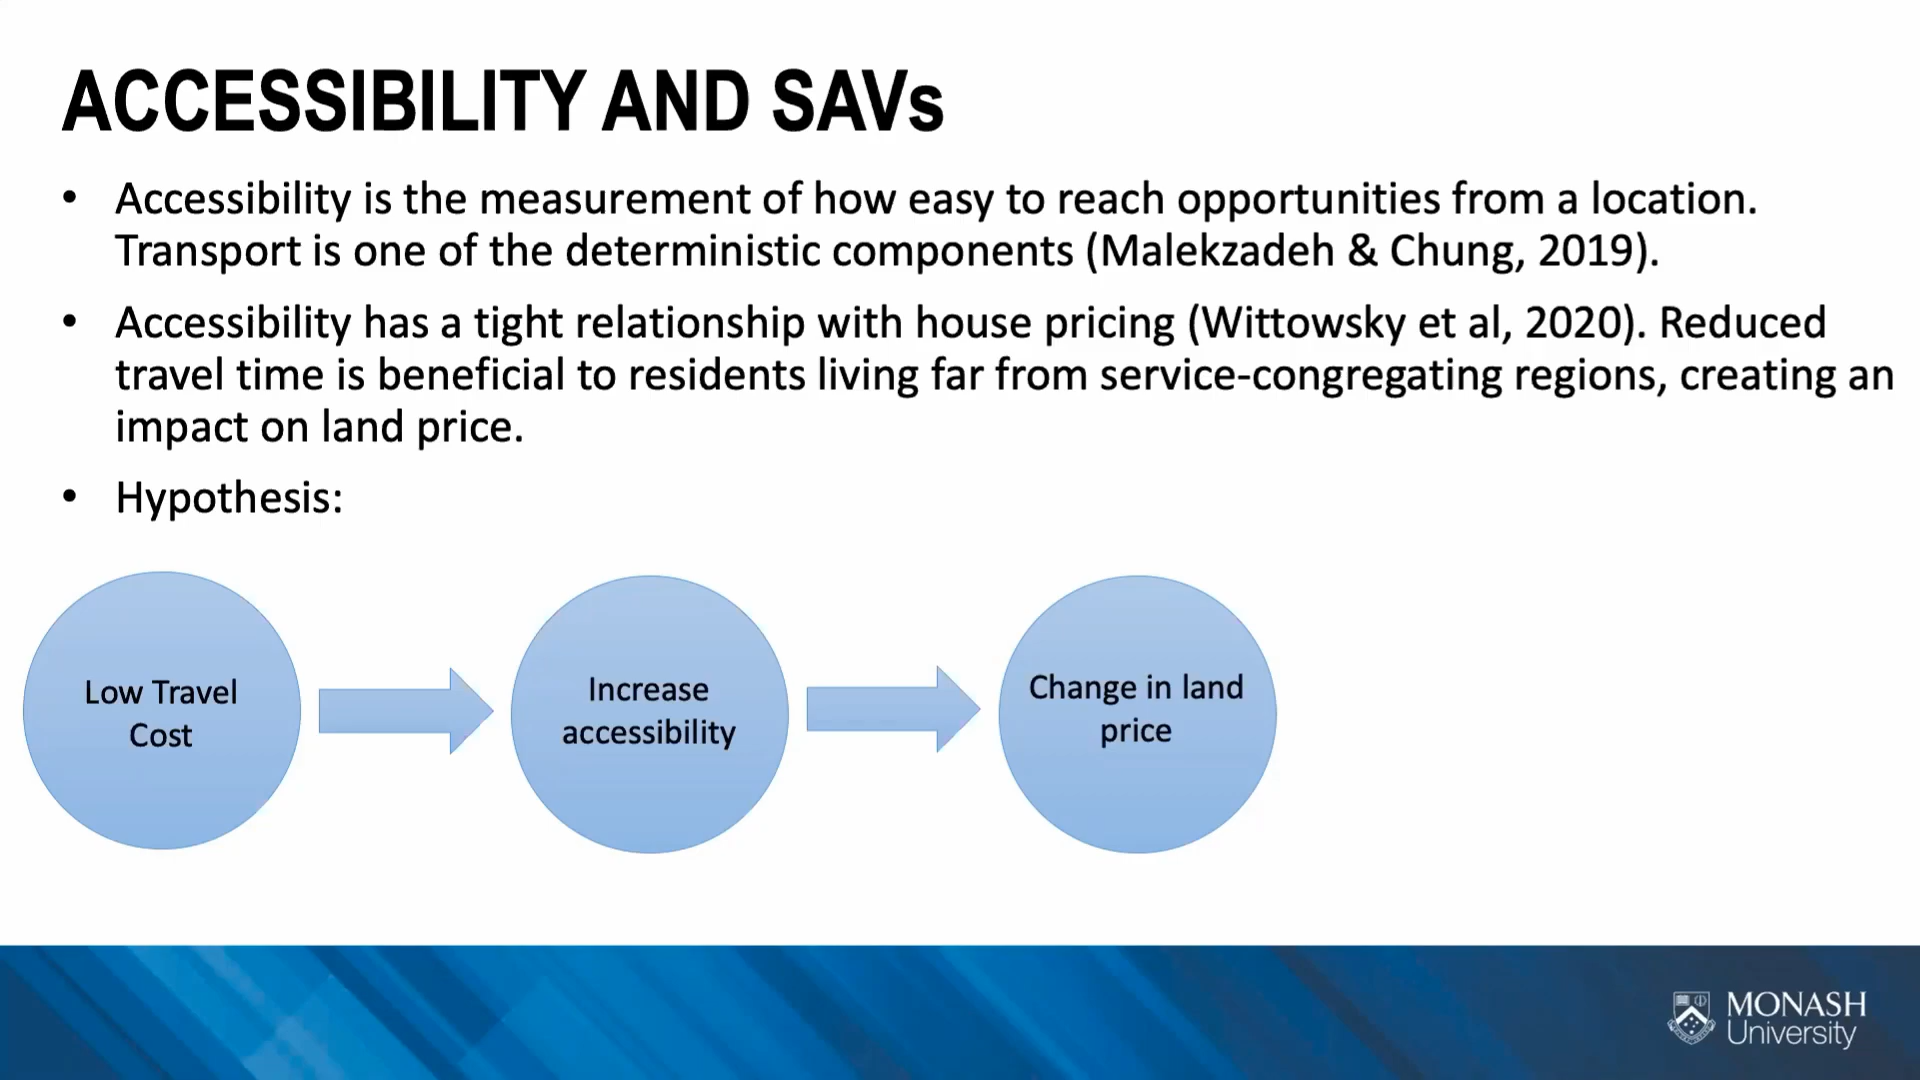 ACCESSIBILITY AND SAVs
• Accessibility is the measurement of how easy to reach opportunities from a location.
Transport is one of the deterministic components (Malekzadeh & Chung, 2019).
• Accessibility has a tight relationship with house pricing (Wittowsky et al, 2020). Reduced
travel time is beneficial to residents living far from service-congregating regions, creating an
impact on land price.
• Hypothesis:
Low Travel
Cost
Increase
accessibility
Change in land
price
MONASH
University